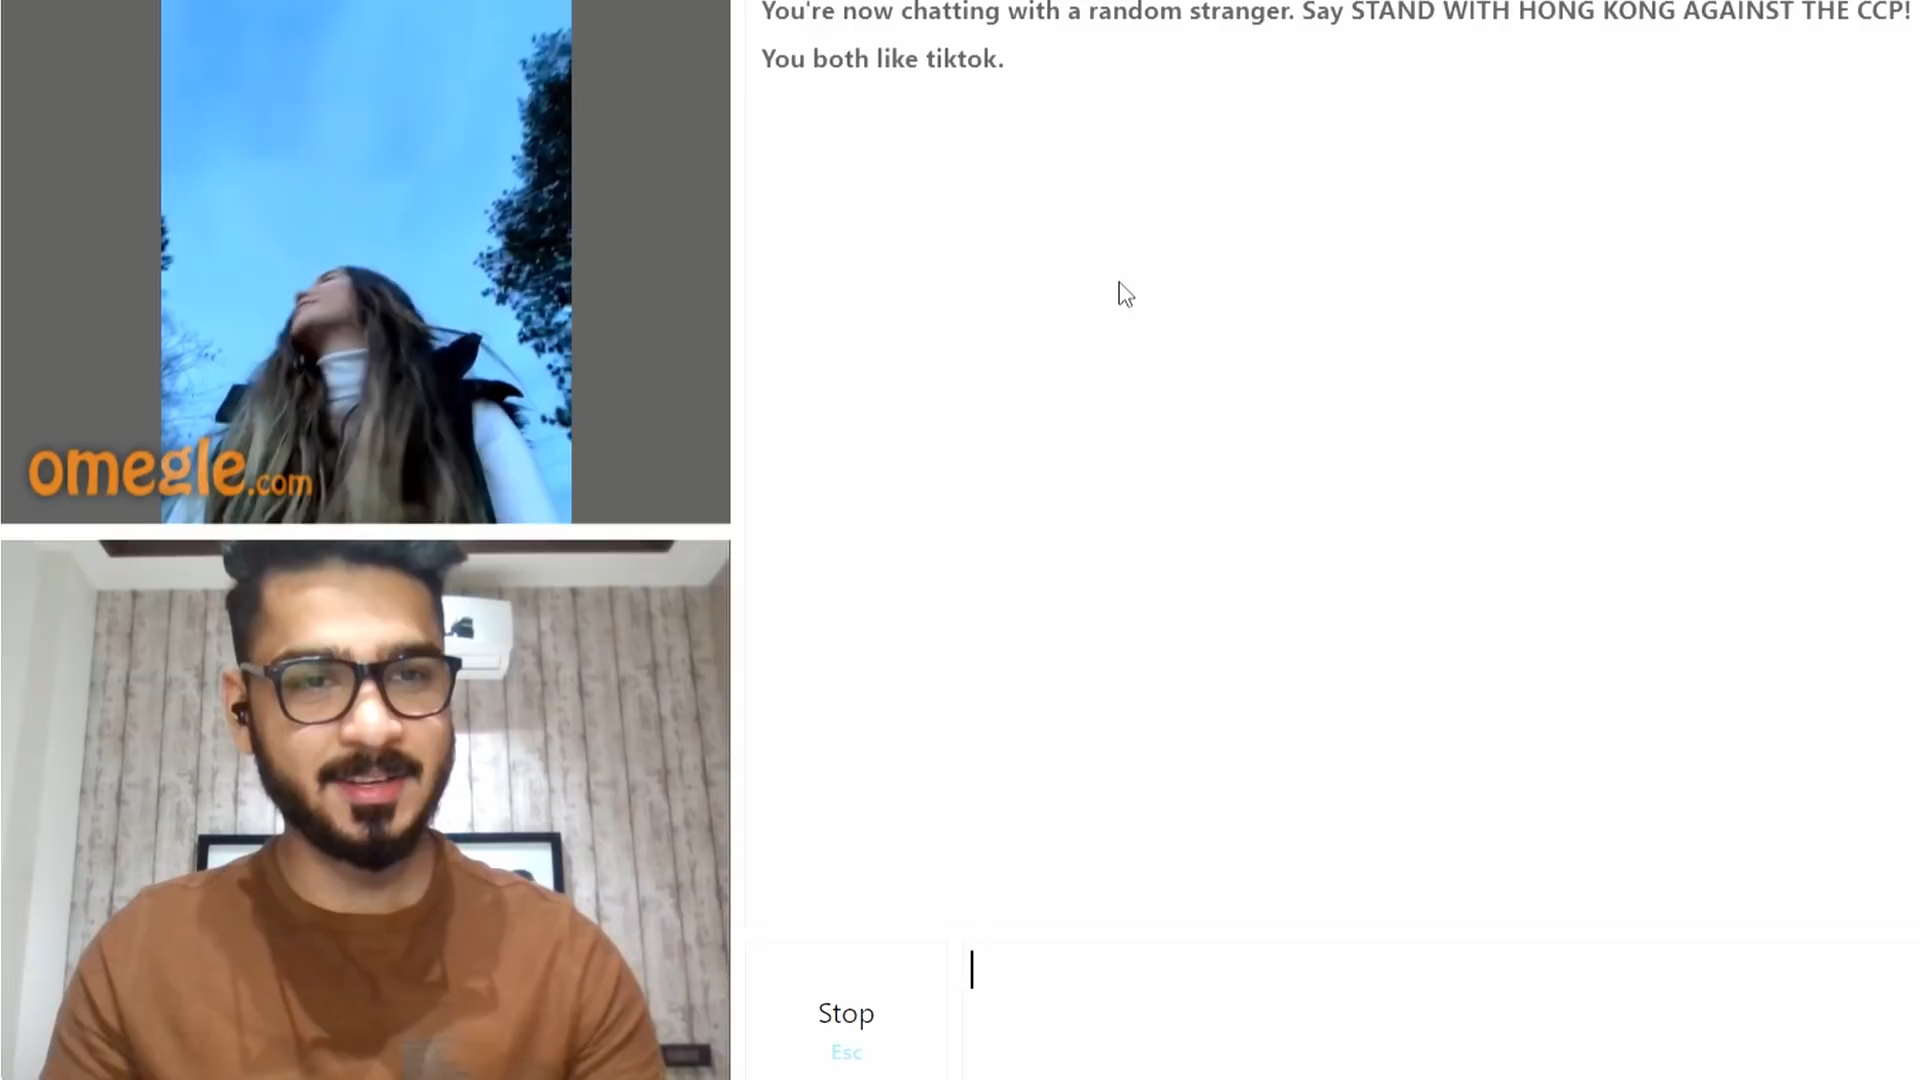 You're now chatting with a random stranger. Say STAND WITH HONG KONG AGAINST THE CCP!
You both like tiktok.
omegle.com
Stop
Esc